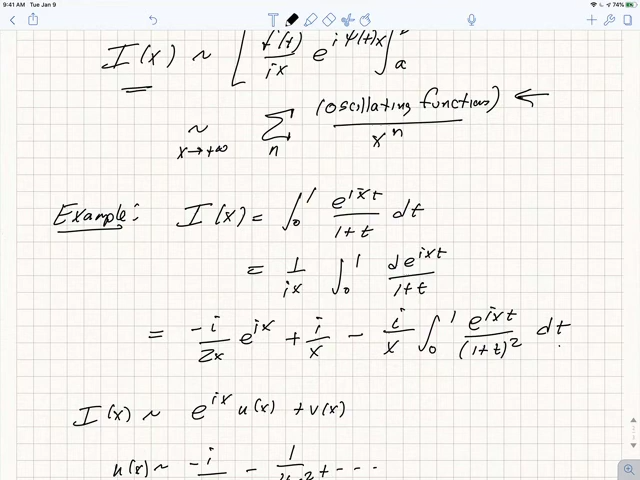 9:41 AM Tue Jan 9
74%
I(x) ~ [ f(t)/ix e^{iψ(t)x} ]_a
~_{x→+∞} Σ_n (oscillating functions)/x^n ←
Example: I(x) = ∫_0^1 e^{ixt}/(1+t) dt
= 1/ix ∫_0^1 de^{ixt}/(1+t)
= -i/2x e^{ix} + i/x - i/x ∫_0^1 e^{ixt}/(1+t)^2 dt
I(x) ~ e^{ix} u(x) + v(x)
u(x) ~ -i/ - 1/ + ...